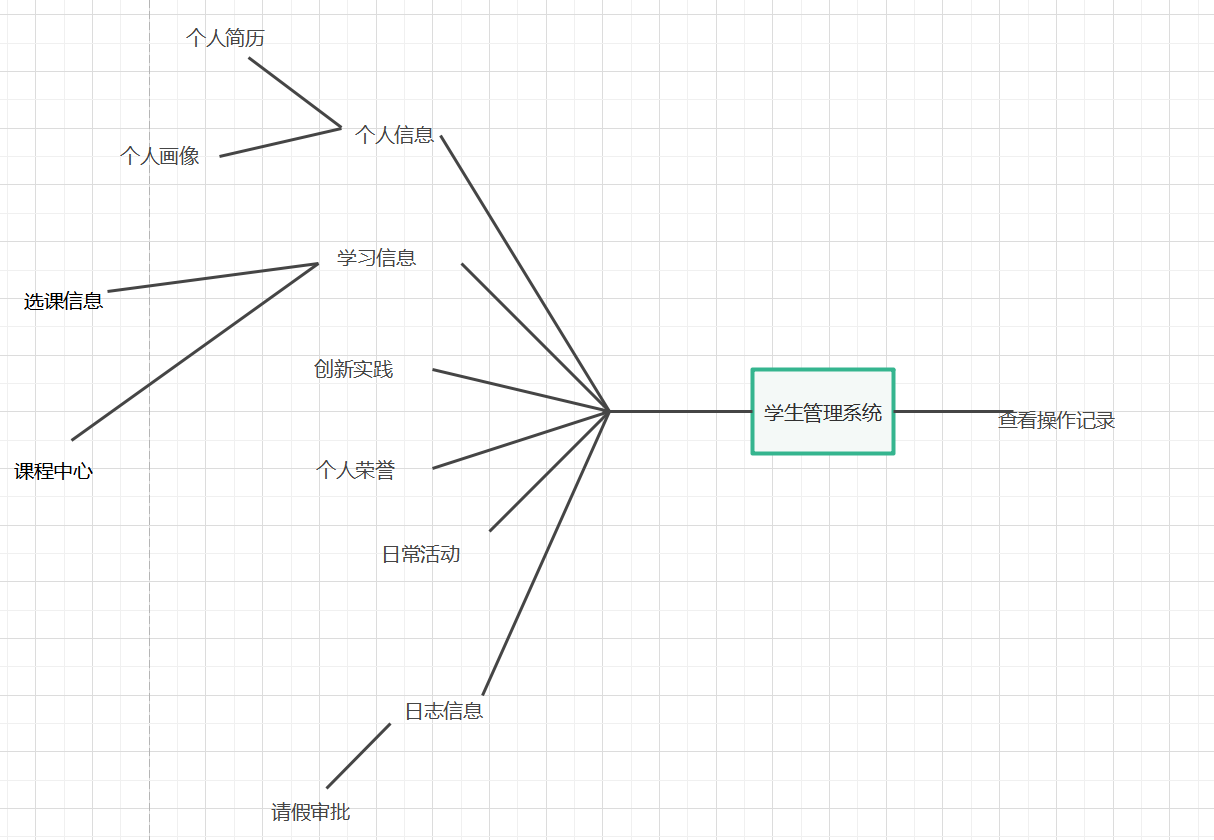 个人简历
个人信息
个人画像
学习信息
选课信息
创新实践
学生管理系统
查看操作记录
个人荣誉
课程中心
日常活动
日志信息
请假审批